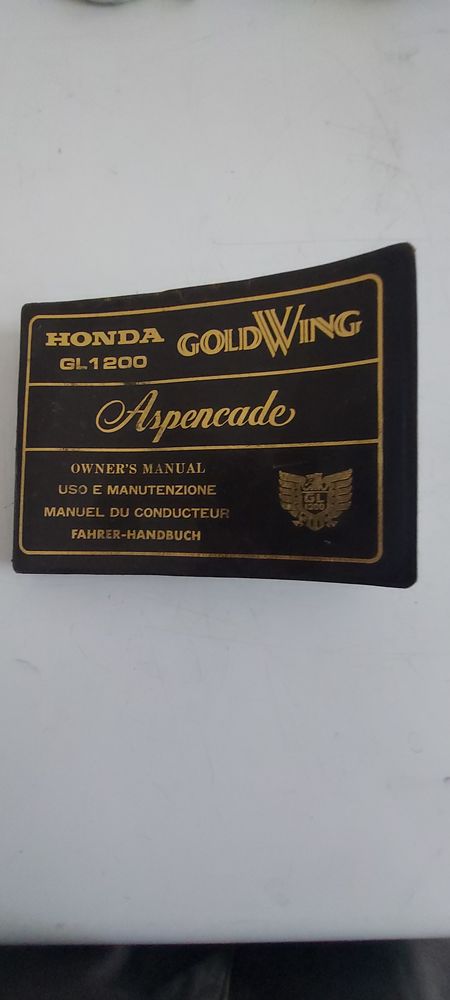 HONDA GOLDWING
GL1200
Aspencade
OWNER'S MANUAL
USO E MANUTENZIONE
MANUEL DU CONDUCTEUR
FAHRER-HANDBUCH
GL
1200